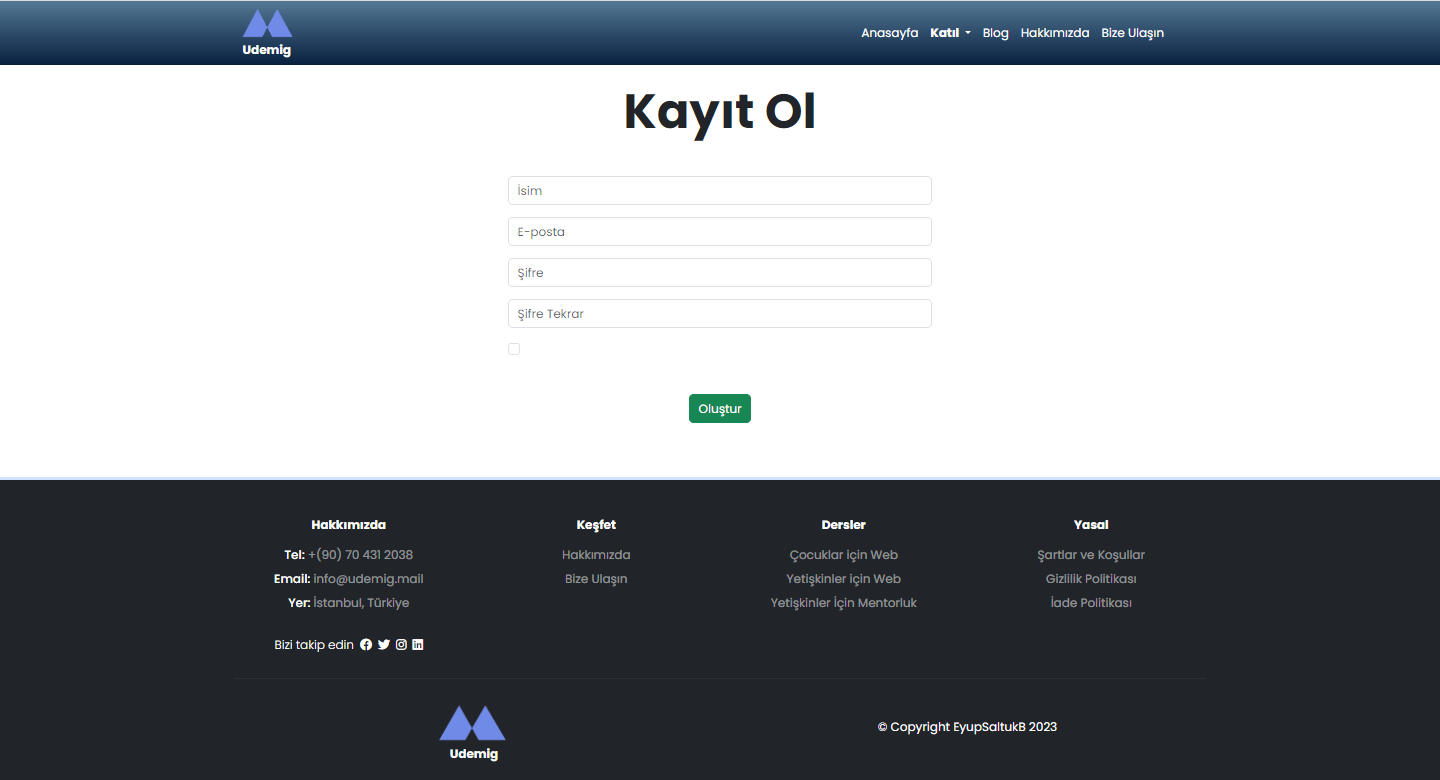 Udemig
Anasayfa Katıl Blog Hakkımızda Bize Ulaşın
Kayıt Ol
İsim
E-posta
Şifre
Şifre Tekrar
Oluştur
Hakkımızda
Tel: +(90) 70 431 2038
Email: info@udemig.mail
Yer: İstanbul, Türkiye
Bizi takip edin
Keşfet
Hakkımızda
Bize Ulaşın
Dersler
Çocuklar için Web
Yetişkinler için Web
Yetişkinler İçin Mentorluk
Yasal
Şartlar ve Koşullar
Gizlilik Politikası
İade Politikası
Udemig
© Copyright EyupSaltukB 2023